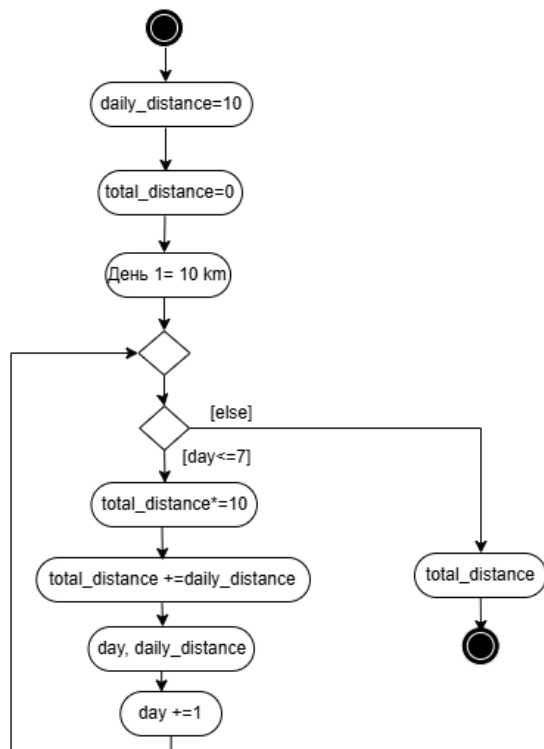 daily_distance=10
total_distance=0
День 1= 10 km
[else]
[day<=7]
total_distance*=10
total_distance +=daily_distance
total_distance
day, daily_distance
day +=1